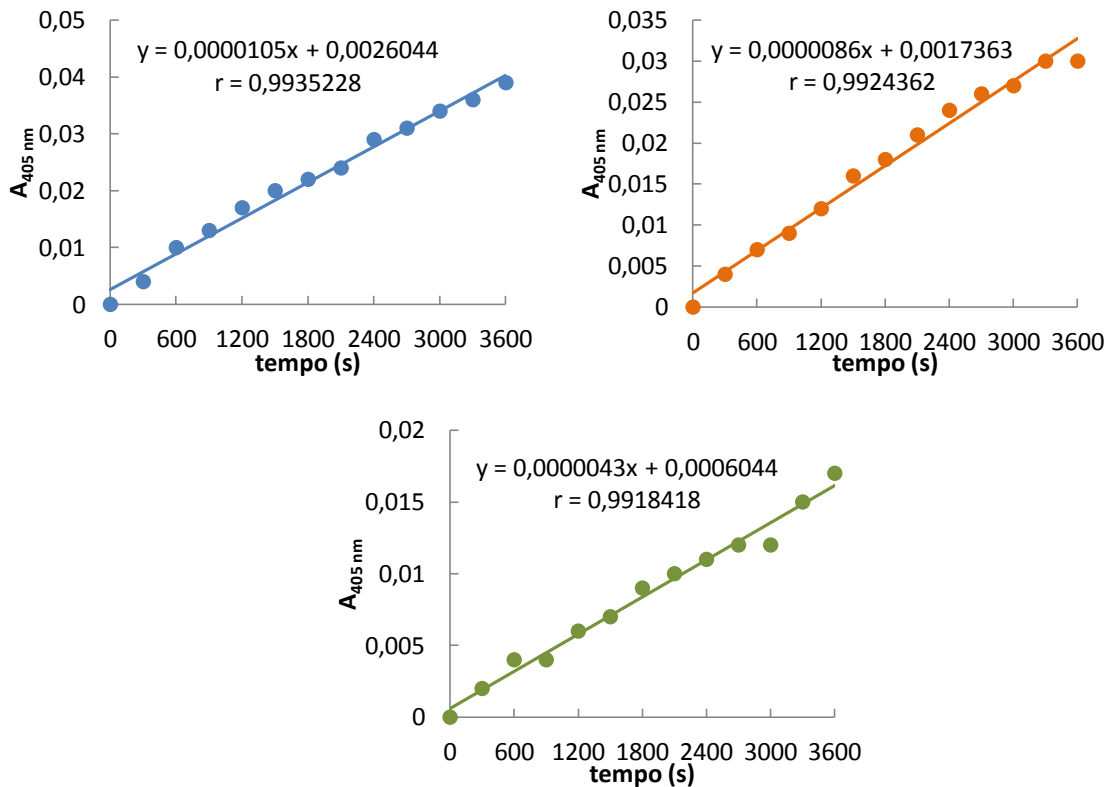 0,05
y = 0,0000105x + 0,0026044
r = 0,9935228
0,04
0,03
0,02
0,01
0
A405 nm
0 600 1200 1800 2400 3000 3600
tempo (s)
0,035
y = 0,0000086x + 0,0017363
0,03
r = 0,9924362
0,025
0,02
0,015
0,01
0,005
0
A405 nm
0 600 1200 1800 2400 3000 3600
tempo (s)
0,02
y = 0,0000043x + 0,0006044
r = 0,9918418
0,015
0,01
0,005
0
A405 nm
0 600 1200 1800 2400 3000 3600
tempo (s)